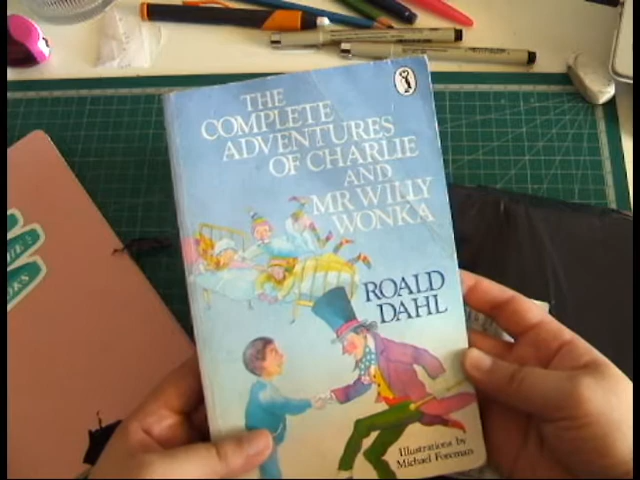 THE
COMPLETE
ADVENTURES
OF CHARLIE
AND
MR WILLY
WONKA
ROALD
DAHL
Illustrations by
Michael Foreman